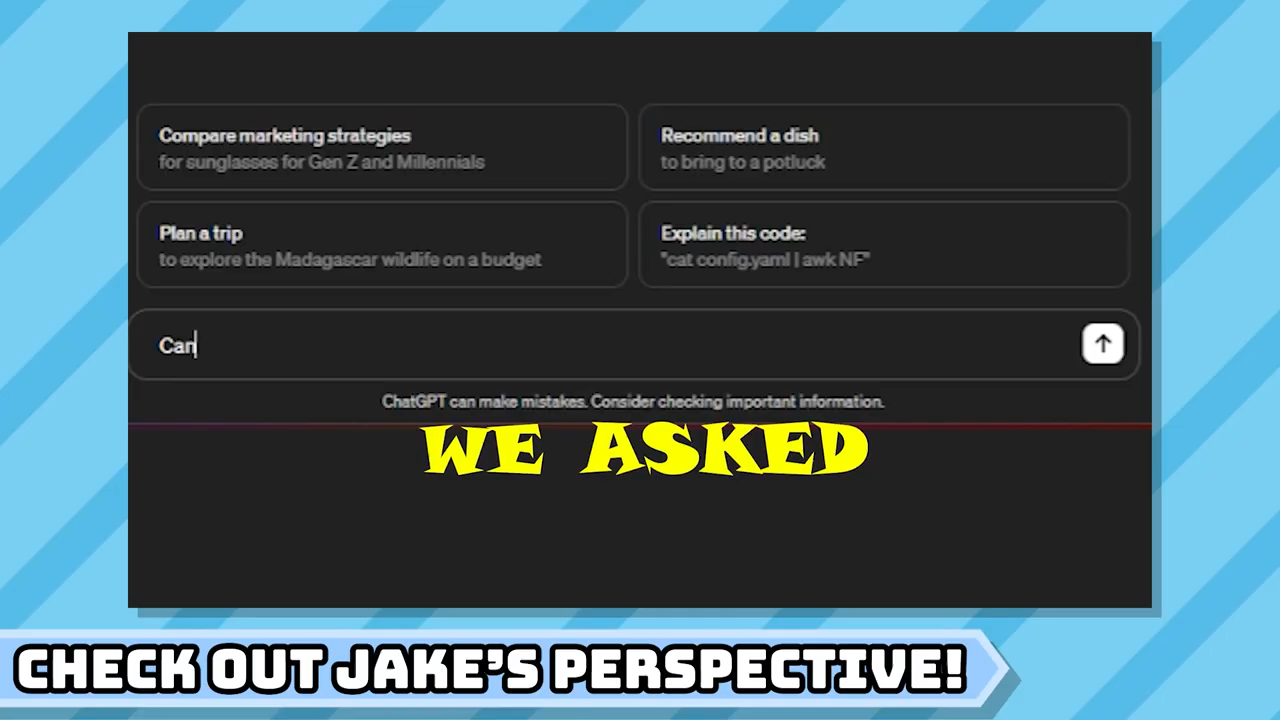 Compare marketing strategies
for sunglasses for Gen Z and Millennials
Recommend a dish
to bring to a potluck
Plan a trip
to explore the Madagascar wildlife on a budget
Explain this code:
"cat config.yaml | awk NF"
Can
ChatGPT can make mistakes. Consider checking important information.
WE ASKED
CHECK OUT JAKE'S PERSPECTIVE!